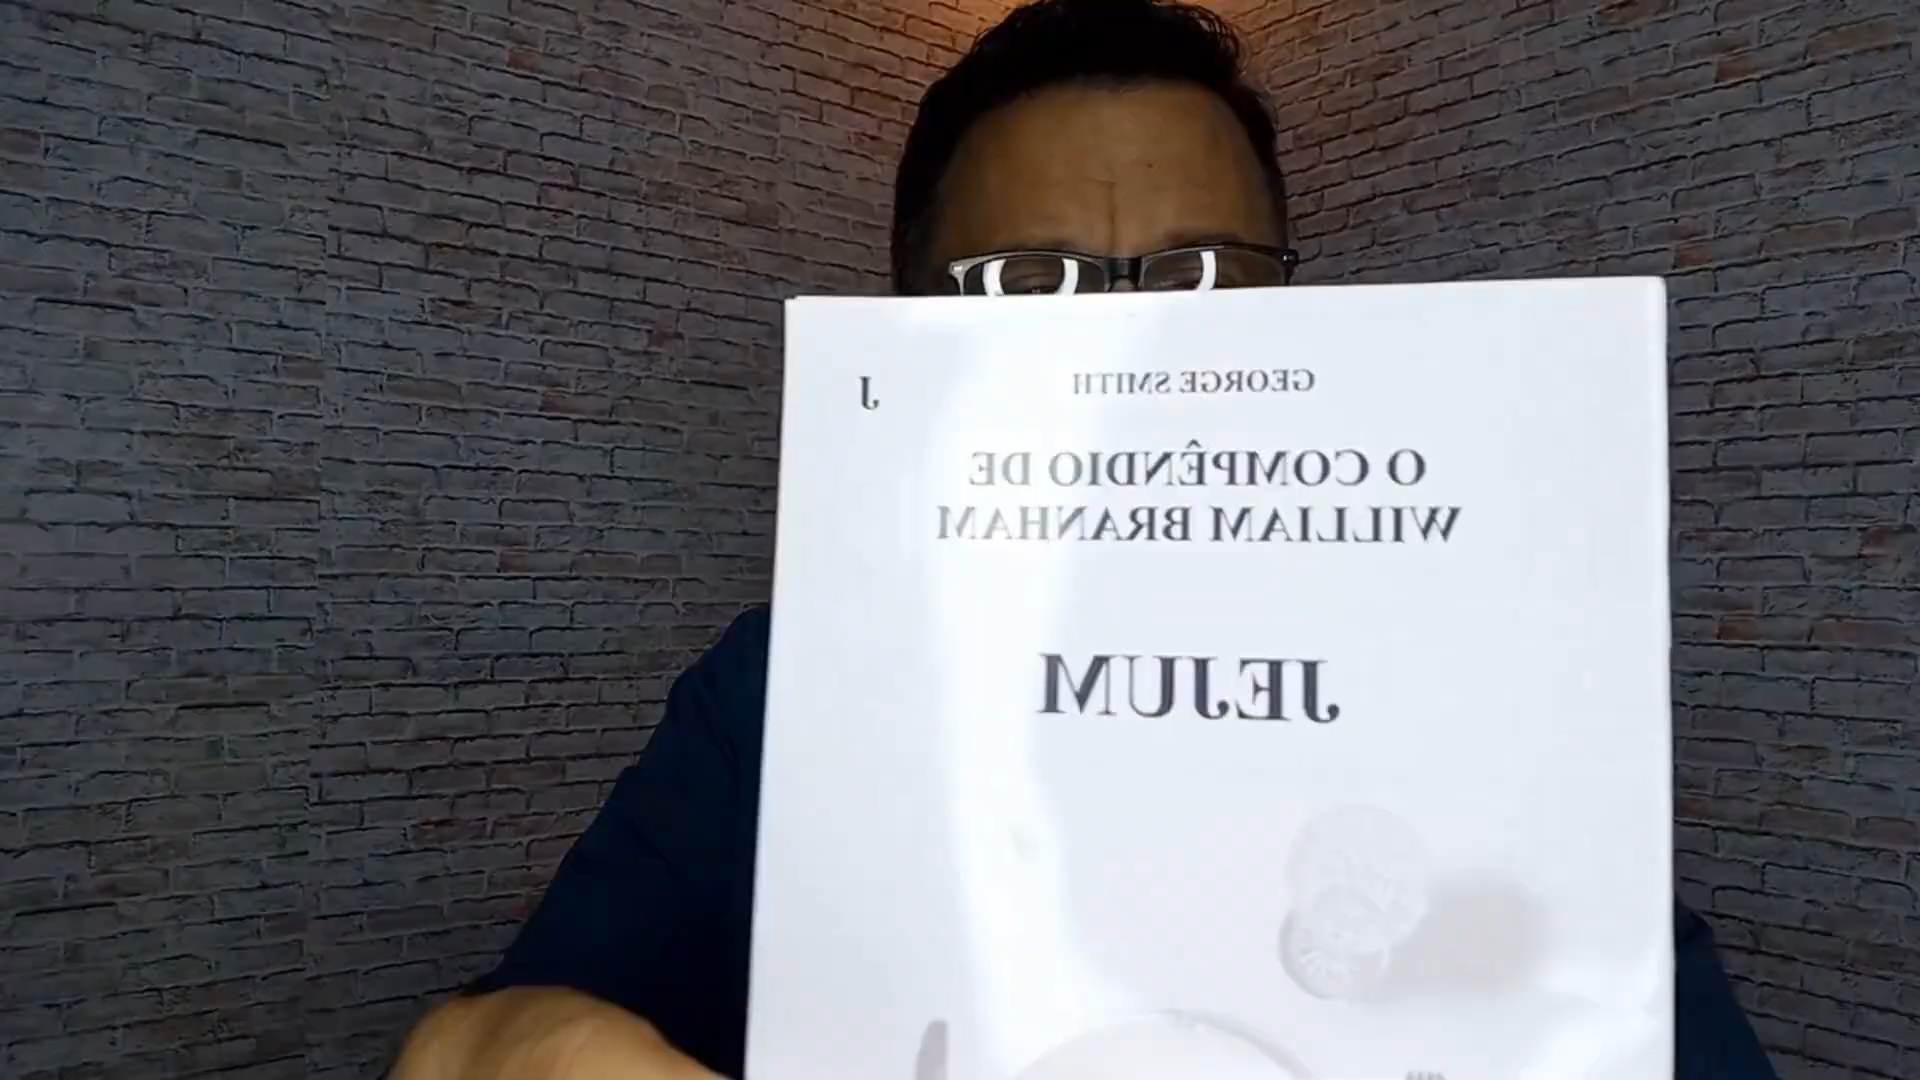 GEORGE SMITH
J
O COMPÊNDIO DE
WILLIAM BRANHAM
JEJUM